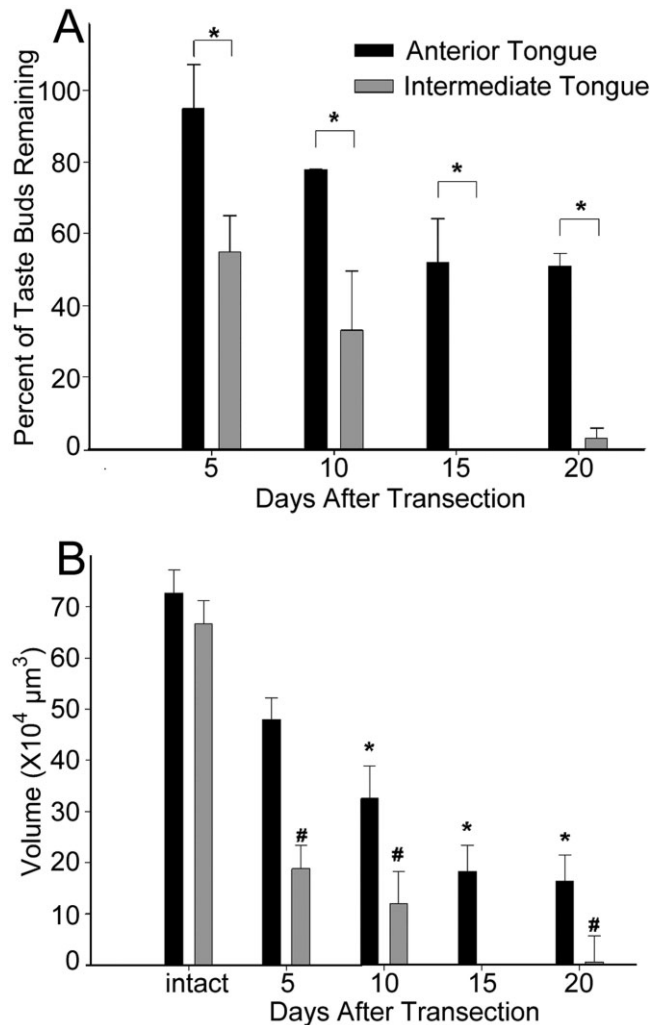 A
Anterior Tongue
Intermediate Tongue
Percent of Taste Buds Remaining
100
80
60
40
20
0
*
*
*
*
5 10 15 20
Days After Transection
B
Volume (X10⁴ µm³)
70
60
50
40
30
20
10
0
#
*
#
*
*
#
intact 5 10 15 20
Days After Transection